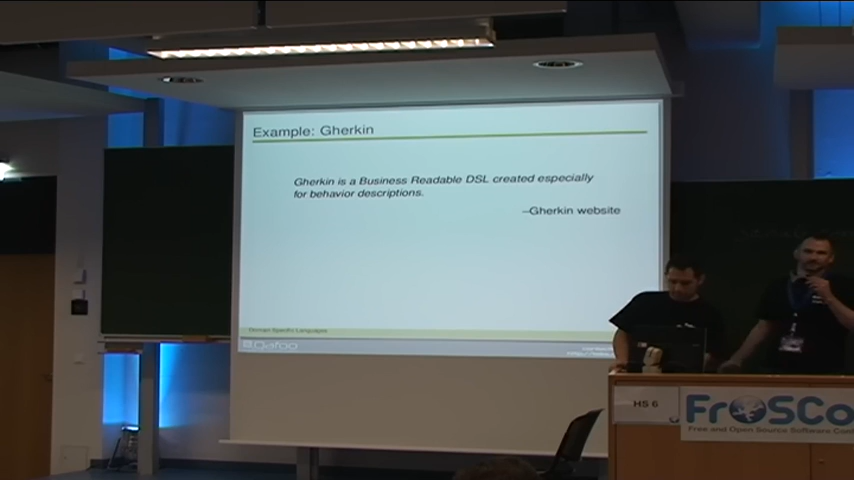 Example: Gherkin
Gherkin is a Business Readable DSL created especially
for behavior descriptions.
–Gherkin website
Domain Specific Languages
Qafoo
HS 6
FrOSCo
Free and Open Source Software Con